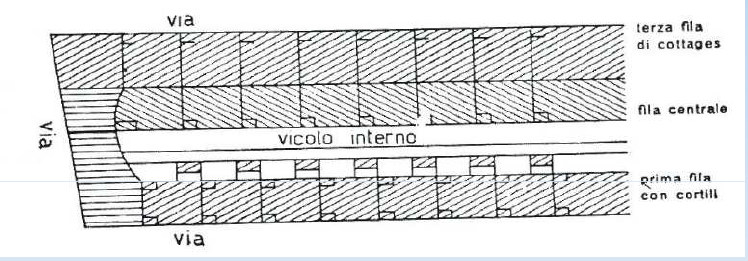 via
terza fila
di cottages
fila centrale
via
vicolo interno
prima fila
con cortili
via